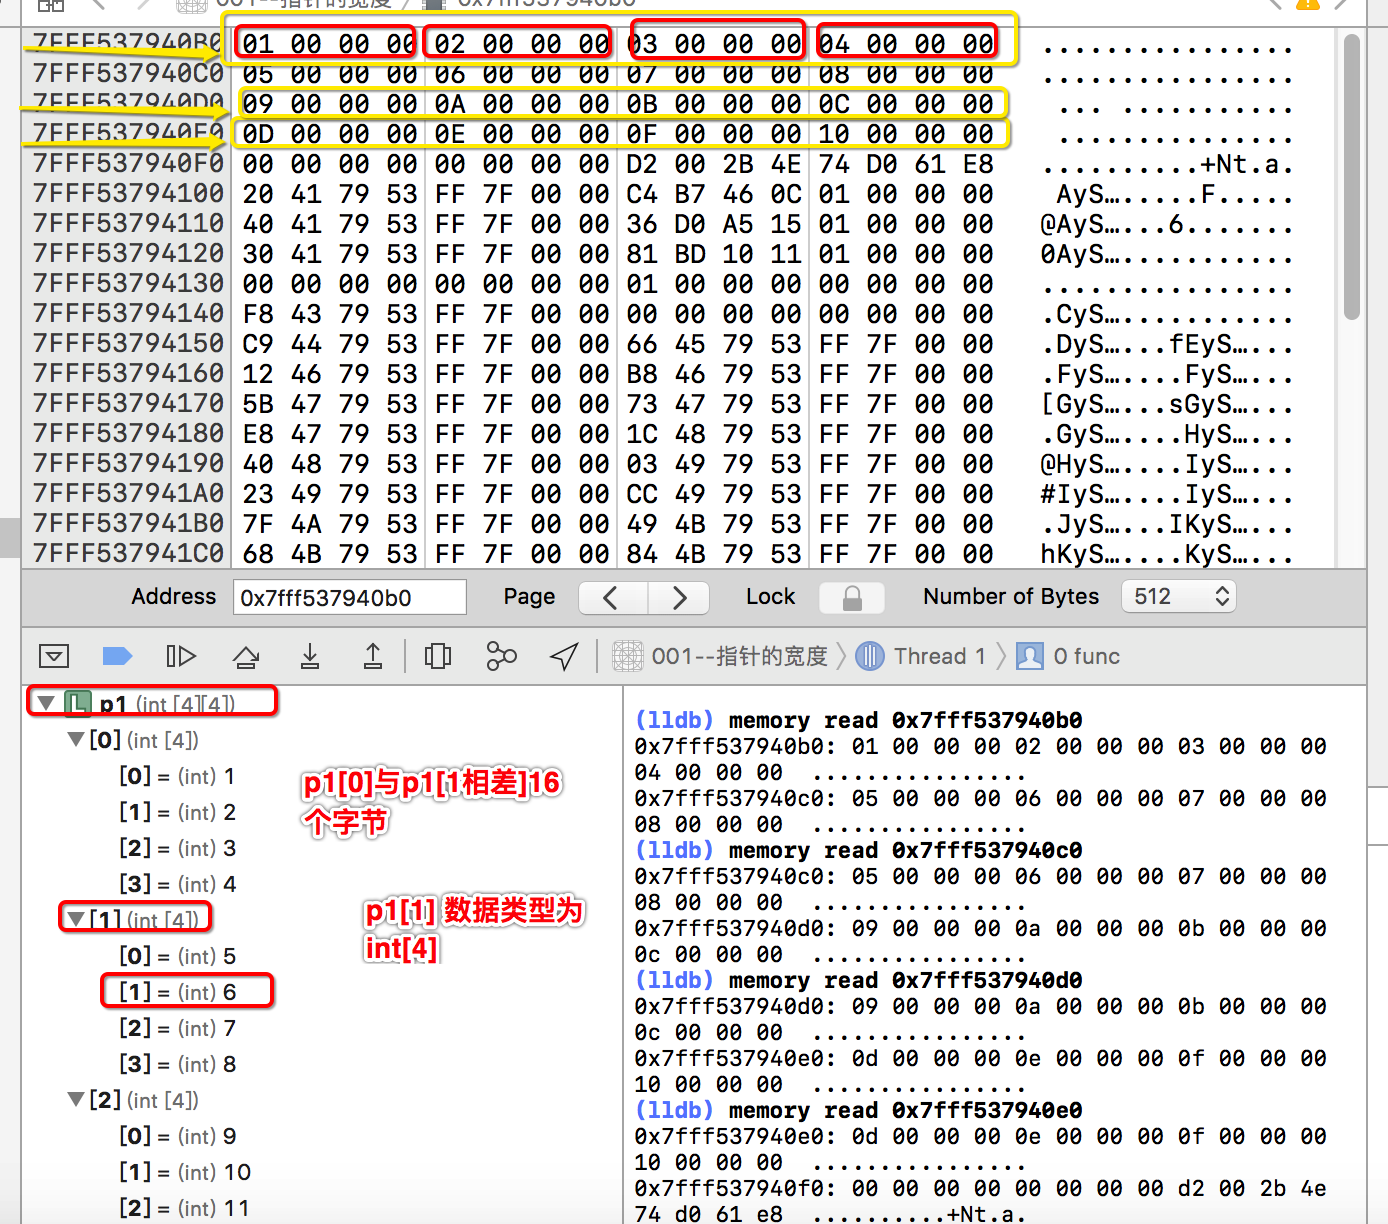 001--指针的宽度 0x7fff537940b0
7FFF537940B0 01 00 00 00 02 00 00 00 03 00 00 00 04 00 00 00 ................
7FFF537940C0 05 00 00 00 06 00 00 00 07 00 00 00 08 00 00 00 ................
7FFF537940D0 09 00 00 00 0A 00 00 00 0B 00 00 00 0C 00 00 00 ... ...........
7FFF537940E0 0D 00 00 00 0E 00 00 00 0F 00 00 00 10 00 00 00 ...............
7FFF537940F0 00 00 00 00 00 00 00 00 D2 00 2B 4E 74 D0 61 E8 ..........+Nt.a.
7FFF53794100 20 41 79 53 FF 7F 00 00 C4 B7 46 0C 01 00 00 00 AyS…......F.....
7FFF53794110 40 41 79 53 FF 7F 00 00 36 D0 A5 15 01 00 00 00 @AyS…...6.......
7FFF53794120 30 41 79 53 FF 7F 00 00 81 BD 10 11 01 00 00 00 0AyS…...........
7FFF53794130 00 00 00 00 00 00 00 00 01 00 00 00 00 00 00 00 ................
7FFF53794140 F8 43 79 53 FF 7F 00 00 00 00 00 00 00 00 00 00 .CyS…...........
7FFF53794150 C9 44 79 53 FF 7F 00 00 66 45 79 53 FF 7F 00 00 .DyS…...fEyS…...
7FFF53794160 12 46 79 53 FF 7F 00 00 B8 46 79 53 FF 7F 00 00 .FyS…....FyS…...
7FFF53794170 5B 47 79 53 FF 7F 00 00 73 47 79 53 FF 7F 00 00 [GyS…...sGyS…...
7FFF53794180 E8 47 79 53 FF 7F 00 00 1C 48 79 53 FF 7F 00 00 .GyS…....HyS…...
7FFF53794190 40 48 79 53 FF 7F 00 00 03 49 79 53 FF 7F 00 00 @HyS…....IyS…...
7FFF537941A0 23 49 79 53 FF 7F 00 00 CC 49 79 53 FF 7F 00 00 #IyS…....IyS…...
7FFF537941B0 7F 4A 79 53 FF 7F 00 00 49 4B 79 53 FF 7F 00 00 .JyS…...IKyS…...
7FFF537941C0 68 4B 79 53 FF 7F 00 00 84 4B 79 53 FF 7F 00 00 hKyS…....KyS…...
Address 0x7fff537940b0 Page Lock Number of Bytes 512
001--指针的宽度 Thread 1 0 func
p1 (int [4][4])
[0] (int [4])
[0] = (int) 1
[1] = (int) 2
[2] = (int) 3
[3] = (int) 4
[1] (int [4])
[0] = (int) 5
[1] = (int) 6
[2] = (int) 7
[3] = (int) 8
[2] (int [4])
[0] = (int) 9
[1] = (int) 10
[2] = (int) 11
p1[0]与p1[1相差]16
个字节
p1[1] 数据类型为
int[4]
(lldb) memory read 0x7fff537940b0
0x7fff537940b0: 01 00 00 00 02 00 00 00 03 00 00 00
04 00 00 00 ................
0x7fff537940c0: 05 00 00 00 06 00 00 00 07 00 00 00
08 00 00 00 ................
(lldb) memory read 0x7fff537940c0
0x7fff537940c0: 05 00 00 00 06 00 00 00 07 00 00 00
08 00 00 00 ................
0x7fff537940d0: 09 00 00 00 0a 00 00 00 0b 00 00 00
0c 00 00 00 ................
(lldb) memory read 0x7fff537940d0
0x7fff537940d0: 09 00 00 00 0a 00 00 00 0b 00 00 00
0c 00 00 00 ................
0x7fff537940e0: 0d 00 00 00 0e 00 00 00 0f 00 00 00
10 00 00 00 ................
(lldb) memory read 0x7fff537940e0
0x7fff537940e0: 0d 00 00 00 0e 00 00 00 0f 00 00 00
10 00 00 00 ................
0x7fff537940f0: 00 00 00 00 00 00 00 00 d2 00 2b 4e
74 d0 61 e8 ..........+Nt.a.